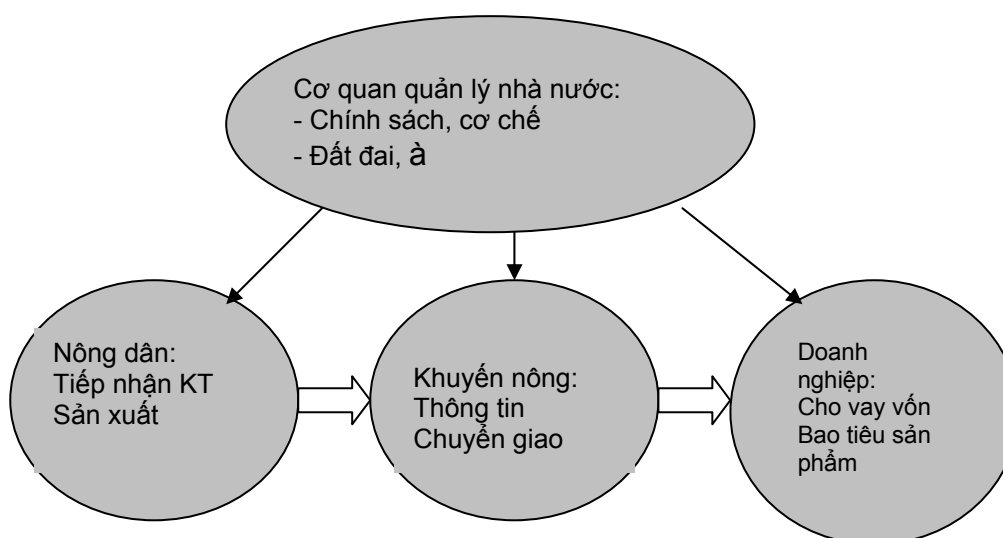 Cơ quan quản lý nhà nước:
- Chính sách, cơ chế
- Đất đai, à
Nông dân:
Tiếp nhận KT
Sản xuất
Khuyến nông:
Thông tin
Chuyển giao
Doanh
nghiệp:
Cho vay vốn
Bao tiêu sản
phẩm